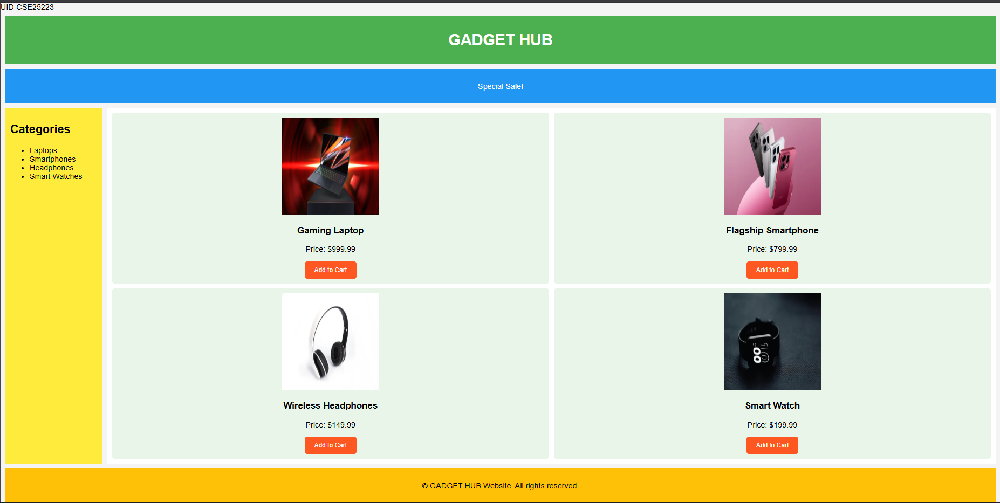 UID-CSE25223
GADGET HUB
Special Sale!
Categories
Laptops
Smartphones
Headphones
Smart Watches
Gaming Laptop
Price: $999.99
Add to Cart
Flagship Smartphone
Price: $799.99
Add to Cart
Wireless Headphones
Price: $149.99
Add to Cart
Smart Watch
Price: $199.99
Add to Cart
© GADGET HUB Website. All rights reserved.